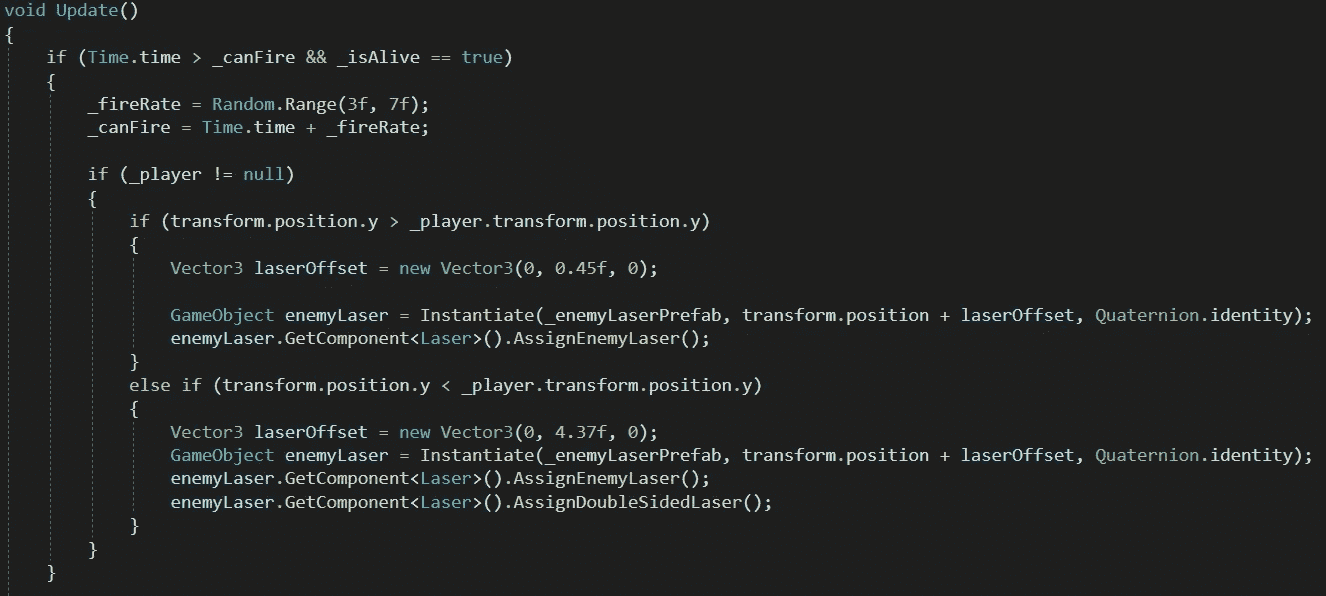 void Update()
{
    if (Time.time > _canFire && _isAlive == true)
    {
        _fireRate = Random.Range(3f, 7f);
        _canFire = Time.time + _fireRate;

        if (_player != null)
        {
            if (transform.position.y > _player.transform.position.y)
            {
                Vector3 laserOffset = new Vector3(0, 0.45f, 0);

                GameObject enemyLaser = Instantiate(_enemyLaserPrefab, transform.position + laserOffset, Quaternion.identity);
                enemyLaser.GetComponent<Laser>().AssignEnemyLaser();
            }
            else if (transform.position.y < _player.transform.position.y)
            {
                Vector3 laserOffset = new Vector3(0, 4.37f, 0);
                GameObject enemyLaser = Instantiate(_enemyLaserPrefab, transform.position + laserOffset, Quaternion.identity);
                enemyLaser.GetComponent<Laser>().AssignEnemyLaser();
                enemyLaser.GetComponent<Laser>().AssignDoubleSidedLaser();
            }
        }
    }